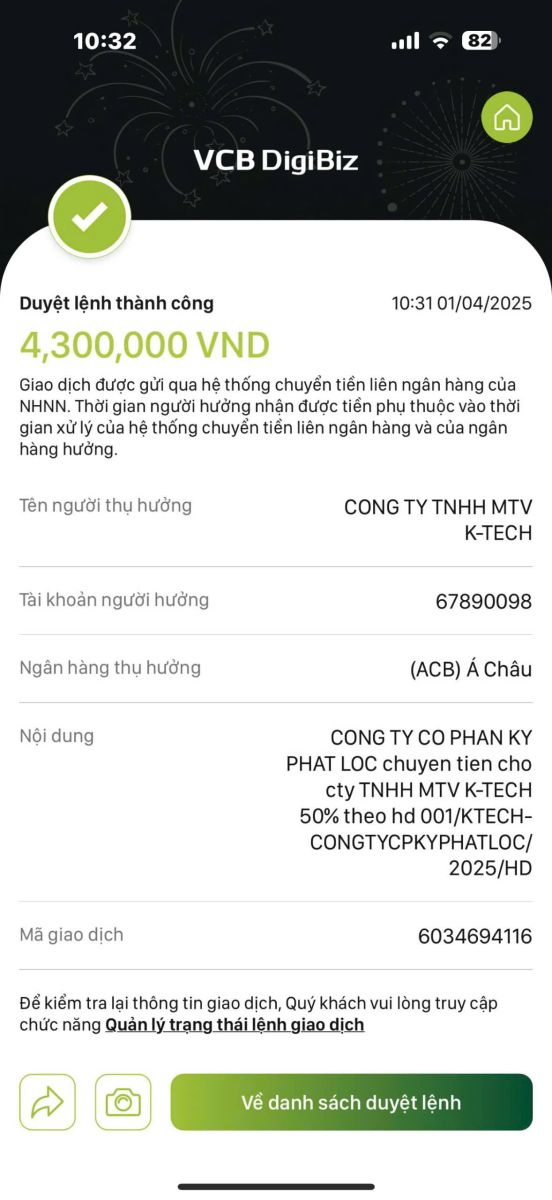 10:32
82
VCB DigiBiz
Duyệt lệnh thành công
10:31 01/04/2025
4,300,000 VND
Giao dịch được gửi qua hệ thống chuyển tiền liên ngân hàng của
NHNN. Thời gian người hưởng nhận được tiền phụ thuộc vào thời
gian xử lý của hệ thống chuyển tiền liên ngân hàng và của ngân
hàng hưởng.
Tên người thụ hưởng
CONG TY TNHH MTV
K-TECH
Tài khoản người hưởng
67890098
Ngân hàng thụ hưởng
(ACB) Á Châu
Nội dung
CONG TY CO PHAN KY
PHAT LOC chuyen tien cho
cty TNHH MTV K-TECH
50% theo hd 001/KTECH-
CONGTYCPKYPHATLOC/
2025/HD
Mã giao dịch
6034694116
Để kiểm tra lại thông tin giao dịch, Quý khách vui lòng truy cập
chức năng Quản lý trạng thái lệnh giao dịch
Về danh sách duyệt lệnh